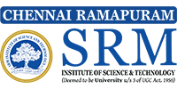 CHENNAI RAMAPURAM
SRM
INSTITUTE OF SCIENCE & TECHNOLOGY
(Deemed to be University u/s 3 of UGC Act, 1956)